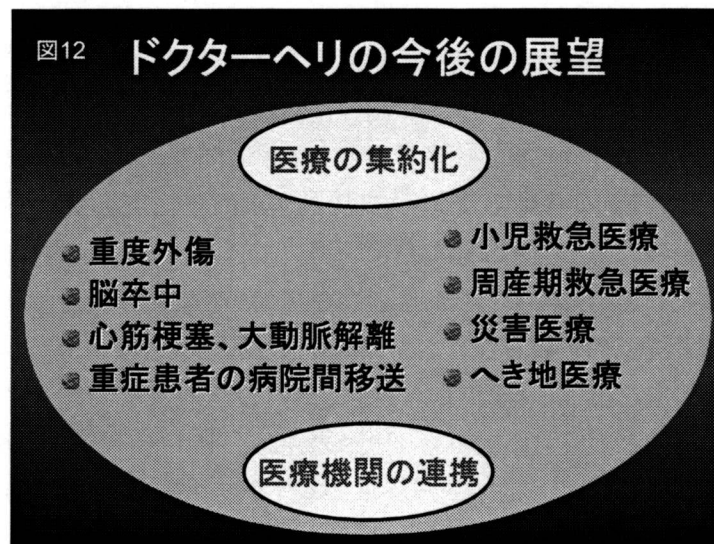 図12 ドクターヘリの今後の展望
医療の集約化
重度外傷
脳卒中
心筋梗塞、大動脈解離
重症患者の病院間移送
小児救急医療
周産期救急医療
災害医療
へき地医療
医療機関の連携